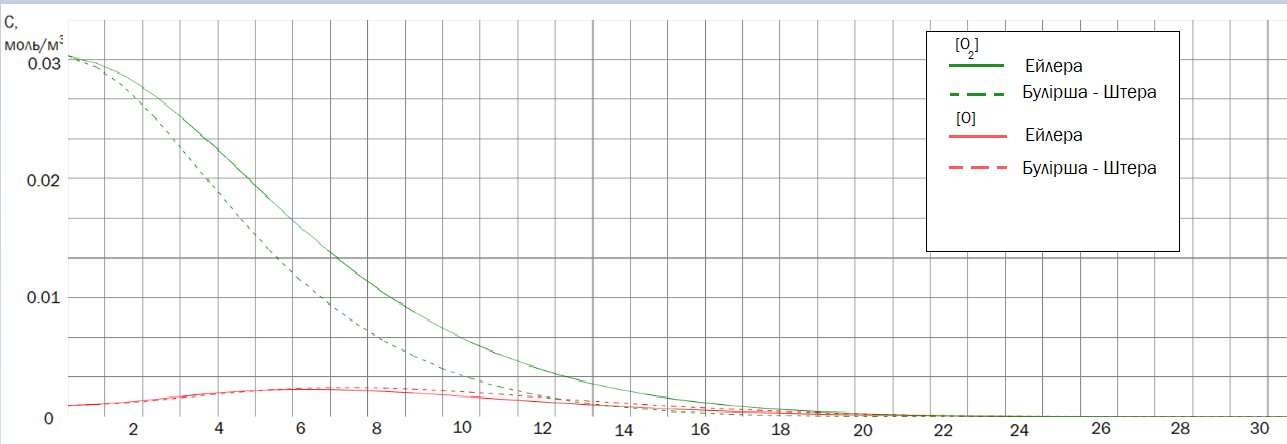 C,
моль/м³
0.03
0.02
0.01
0
2 4 6 8 10 12 14 16 18 20 22 24 26 28 30
[O₂]
Ейлера
Булірша - Штера
[O]
Ейлера
Булірша - Штера